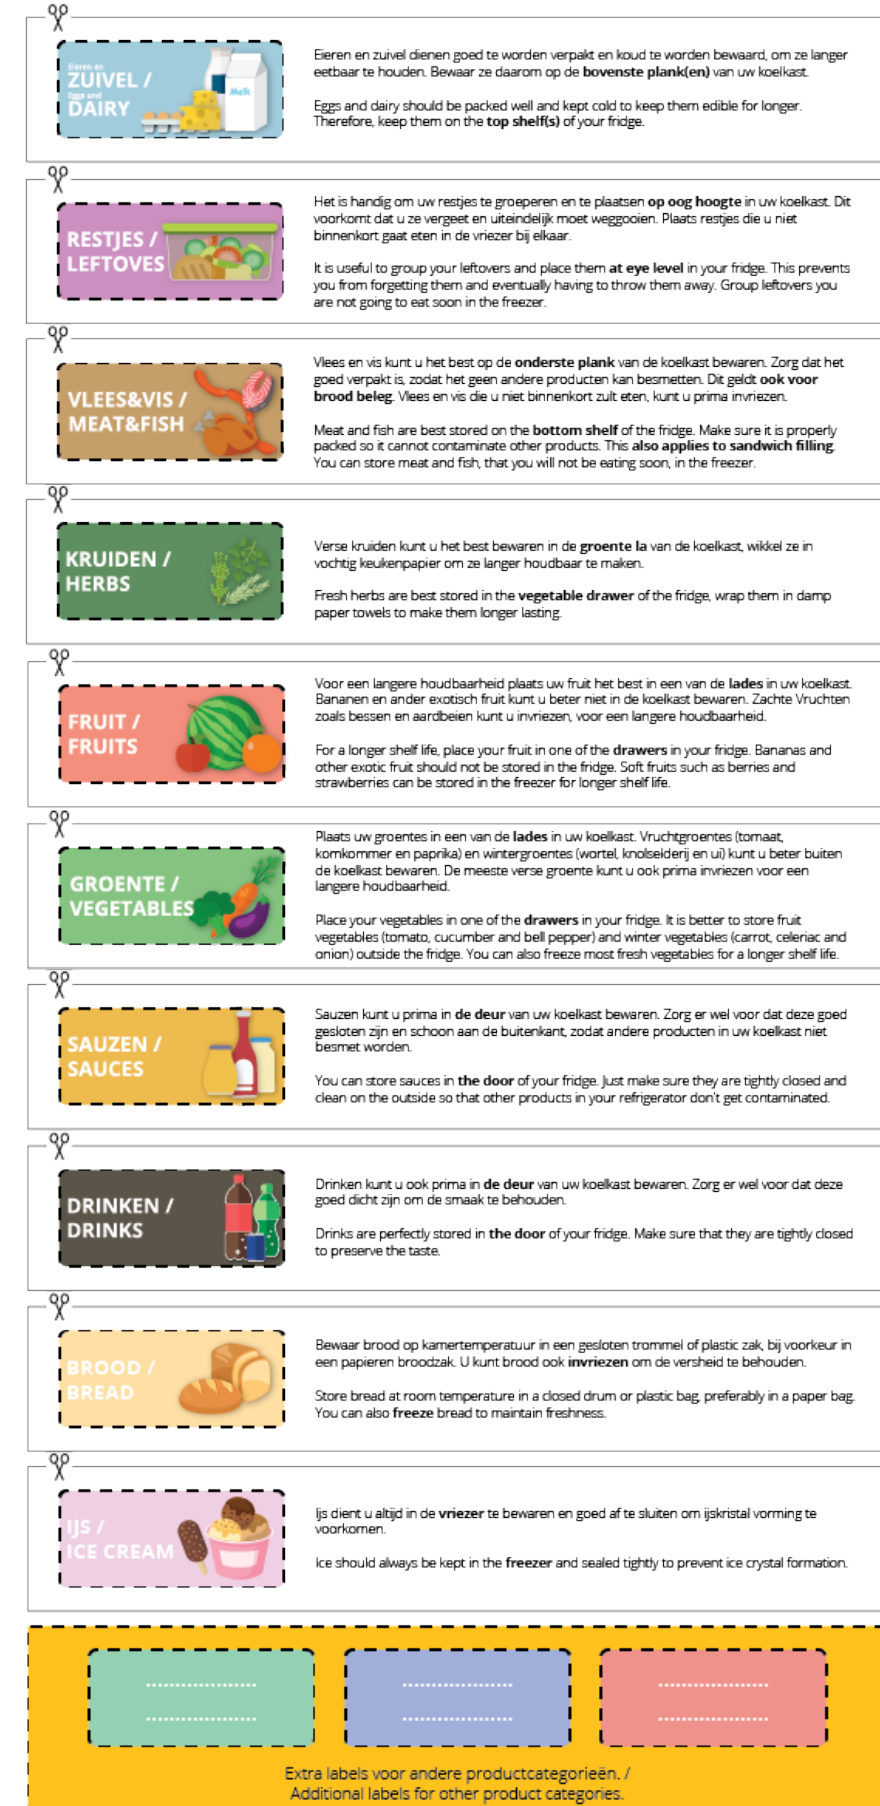 Eieren en
ZUIVEL /
Eggs and
DAIRY
Melk
Eieren en zuivel dienen goed te worden verpakt en koud te worden bewaard, om ze langer
eetbaar te houden. Bewaar ze daarom op de bovenste plank(en) van uw koelkast.
Eggs and dairy should be packed well and kept cold to keep them edible for longer.
Therefore, keep them on the top shelf(s) of your fridge.
RESTJES /
LEFTOVES
Het is handig om uw restjes te groeperen en te plaatsen op oog hoogte in uw koelkast. Dit
voorkomt dat u ze vergeet en uiteindelijk moet weggooien. Plaats restjes die u niet
binnenkort gaat eten in de vriezer bij elkaar.
It is useful to group your leftovers and place them at eye level in your fridge. This prevents
you from forgetting them and eventually having to throw them away. Group leftovers you
are not going to eat soon in the freezer.
VLEES&VIS /
MEAT&FISH
Vlees en vis kunt u het best op de onderste plank van de koelkast bewaren. Zorg dat het
goed verpakt is, zodat het geen andere producten kan besmetten. Dit geldt ook voor
brood beleg. Vlees en vis die u niet binnenkort zult eten, kunt u prima invriezen.
Meat and fish are best stored on the bottom shelf of the fridge. Make sure it is properly
packed so it cannot contaminate other products. This also applies to sandwich filling.
You can store meat and fish, that you will not be eating soon, in the freezer.
KRUIDEN /
HERBS
Verse kruiden kunt u het best bewaren in de groente la van de koelkast, wikkel ze in
vochtig keukenpapier om ze langer houdbaar te maken.
Fresh herbs are best stored in the vegetable drawer of the fridge, wrap them in damp
paper towels to make them longer lasting.
FRUIT /
FRUITS
Voor een langere houdbaarheid plaats uw fruit het best in een van de lades in uw koelkast.
Bananen en ander exotisch fruit kunt u beter niet in de koelkast bewaren. Zachte Vruchten
zoals bessen en aardbeien kunt u invriezen, voor een langere houdbaarheid.
For a longer shelf life, place your fruit in one of the drawers in your fridge. Bananas and
other exotic fruit should not be stored in the fridge. Soft fruits such as berries and
strawberries can be stored in the freezer for longer shelf life.
GROENTE /
VEGETABLES
Plaats uw groentes in een van de lades in uw koelkast. Vruchtgroentes (tomaat,
komkommer en paprika) en wintergroentes (wortel, knolselderij en ui) kunt u beter buiten
de koelkast bewaren. De meeste verse groente kunt u ook prima invriezen voor een
langere houdbaarheid.
Place your vegetables in one of the drawers in your fridge. It is better to store fruit
vegetables (tomato, cucumber and bell pepper) and winter vegetables (carrot, celeriac and
onion) outside the fridge. You can also freeze most fresh vegetables for a longer shelf life.
SAUZEN /
SAUCES
Sauzen kunt u prima in de deur van uw koelkast bewaren. Zorg er wel voor dat deze goed
gesloten zijn en schoon aan de buitenkant, zodat andere producten in uw koelkast niet
besmet worden.
You can store sauces in the door of your fridge. Just make sure they are tightly closed and
clean on the outside so that other products in your refrigerator don't get contaminated.
DRINKEN /
DRINKS
Drinken kunt u ook prima in de deur van uw koelkast bewaren. Zorg er wel voor dat deze
goed dicht zijn om de smaak te behouden.
Drinks are perfectly stored in the door of your fridge. Make sure that they are tightly closed
to preserve the taste.
BROOD /
BREAD
Bewaar brood op kamertemperatuur in een gesloten trommel of plastic zak, bij voorkeur in
een papieren broodzak. U kunt brood ook invriezen om de versheid te behouden.
Store bread at room temperature in a closed drum or plastic bag, preferably in a paper bag.
You can also freeze bread to maintain freshness.
IJS /
ICE CREAM
Ijs dient u altijd in de vriezer te bewaren en goed af te sluiten om ijskristal vorming te
voorkomen.
Ice should always be kept in the freezer and sealed tightly to prevent ice crystal formation.
Extra labels voor andere productcategorieën. /
Additional labels for other product categories.